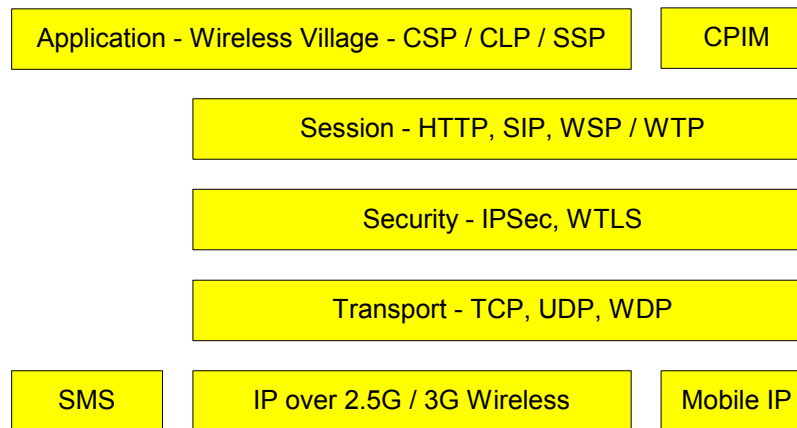 Application - Wireless Village - CSP / CLP / SSP
CPIM
Session - HTTP, SIP, WSP / WTP
Security - IPSec, WTLS
Transport - TCP, UDP, WDP
SMS
IP over 2.5G / 3G Wireless
Mobile IP